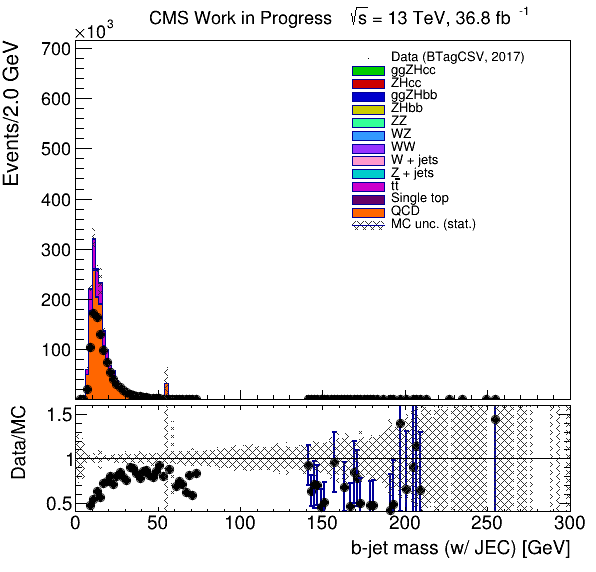 CMS Work in Progress √s = 13 TeV, 36.8 fb⁻¹
×10³
Events/2.0 GeV
700
600
500
400
300
200
100
Data (BTagCSV, 2017)
ggZHcc
ZHcc
ggZHbb
ZHbb
ZZ
WZ
WW
W + jets
Z + jets
tt̅
Single top
QCD
MC unc. (stat.)
Data/MC
1.5
1
0.5
0 50 100 150 200 250 300
b-jet mass (w/ JEC) [GeV]